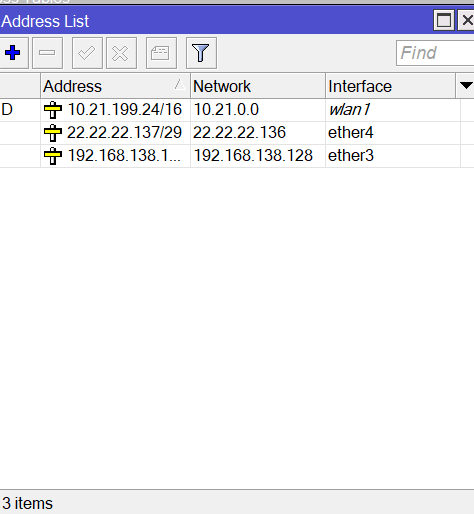 Address List
Find
Address Network Interface
D 10.21.199.24/16 10.21.0.0 wlan1
22.22.22.137/29 22.22.22.136 ether4
192.168.138.1... 192.168.138.128 ether3
3 items